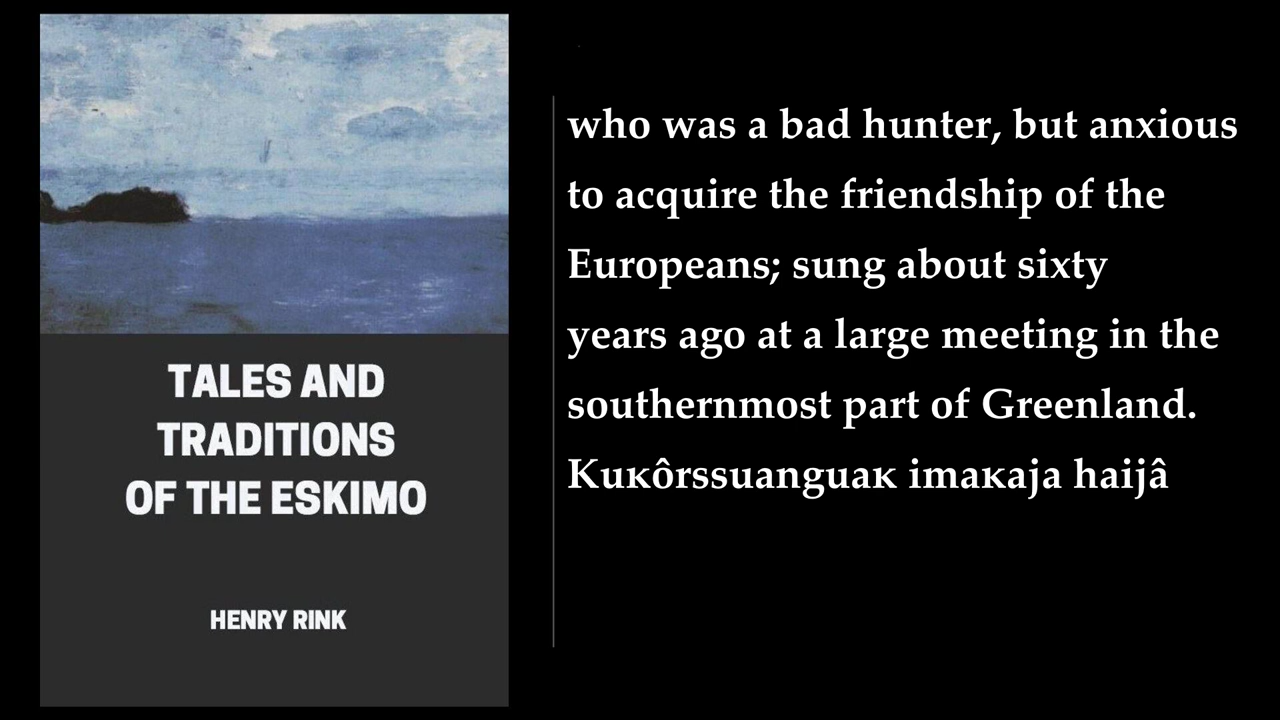 TALES AND
TRADITIONS
OF THE ESKIMO
HENRY RINK
who was a bad hunter, but anxious
to acquire the friendship of the
Europeans; sung about sixty
years ago at a large meeting in the
southernmost part of Greenland.
Kuĸôrssuanguaĸ imaĸaja haijâ